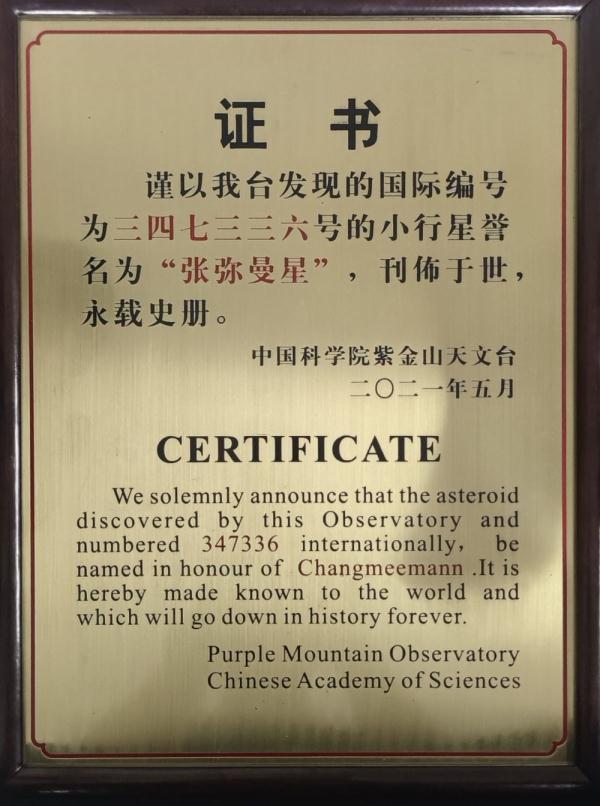 证 书
谨以我台发现的国际编号
为三四七三三六号的小行星誉
名为“张弥曼星”，刊佈于世，
永载史册。
中国科学院紫金山天文台
二〇二一年五月
CERTIFICATE
We solemnly announce that the asteroid
discovered by this Observatory and
numbered 347336 internationally， be
named in honour of Changmeemann .It is
hereby made known to the world and
which will go down in history forever.
Purple Mountain Observatory
Chinese Academy of Sciences